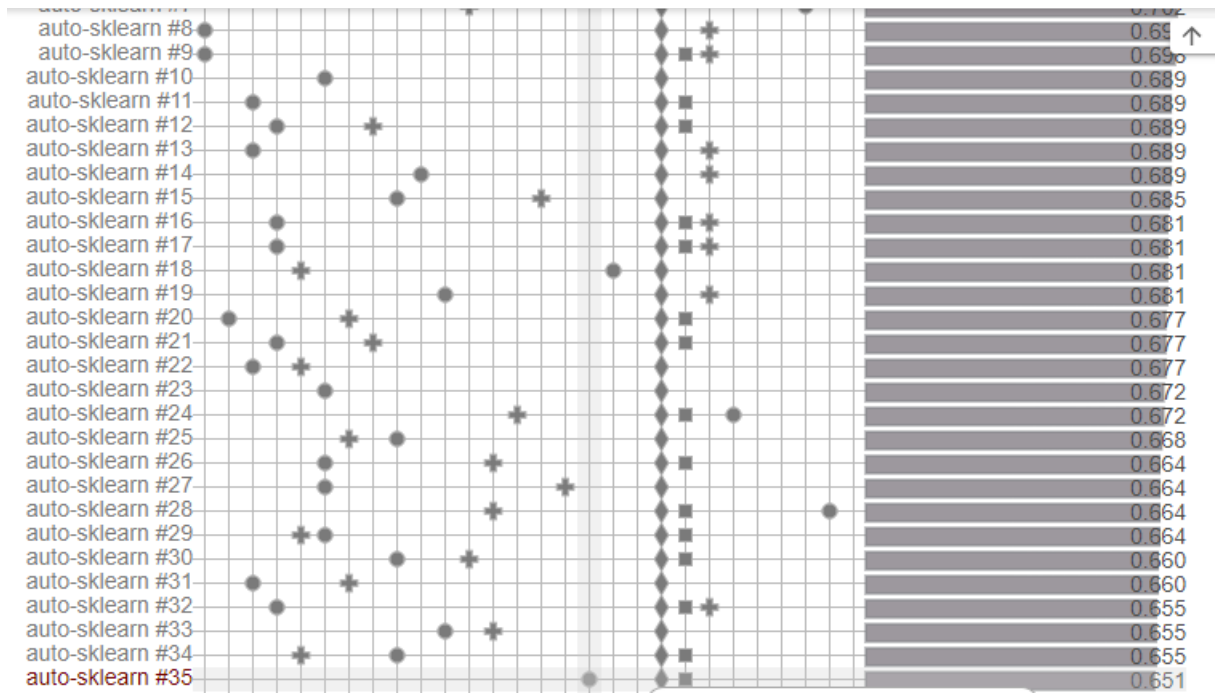 auto-sklearn #8
auto-sklearn #9 0.698
auto-sklearn #10 0.689
auto-sklearn #11 0.689
auto-sklearn #12 0.689
auto-sklearn #13 0.689
auto-sklearn #14 0.689
auto-sklearn #15 0.685
auto-sklearn #16 0.681
auto-sklearn #17 0.681
auto-sklearn #18 0.681
auto-sklearn #19 0.681
auto-sklearn #20 0.677
auto-sklearn #21 0.677
auto-sklearn #22 0.677
auto-sklearn #23 0.672
auto-sklearn #24 0.672
auto-sklearn #25 0.668
auto-sklearn #26 0.664
auto-sklearn #27 0.664
auto-sklearn #28 0.664
auto-sklearn #29 0.664
auto-sklearn #30 0.660
auto-sklearn #31 0.660
auto-sklearn #32 0.655
auto-sklearn #33 0.655
auto-sklearn #34 0.655
auto-sklearn #35 0.651